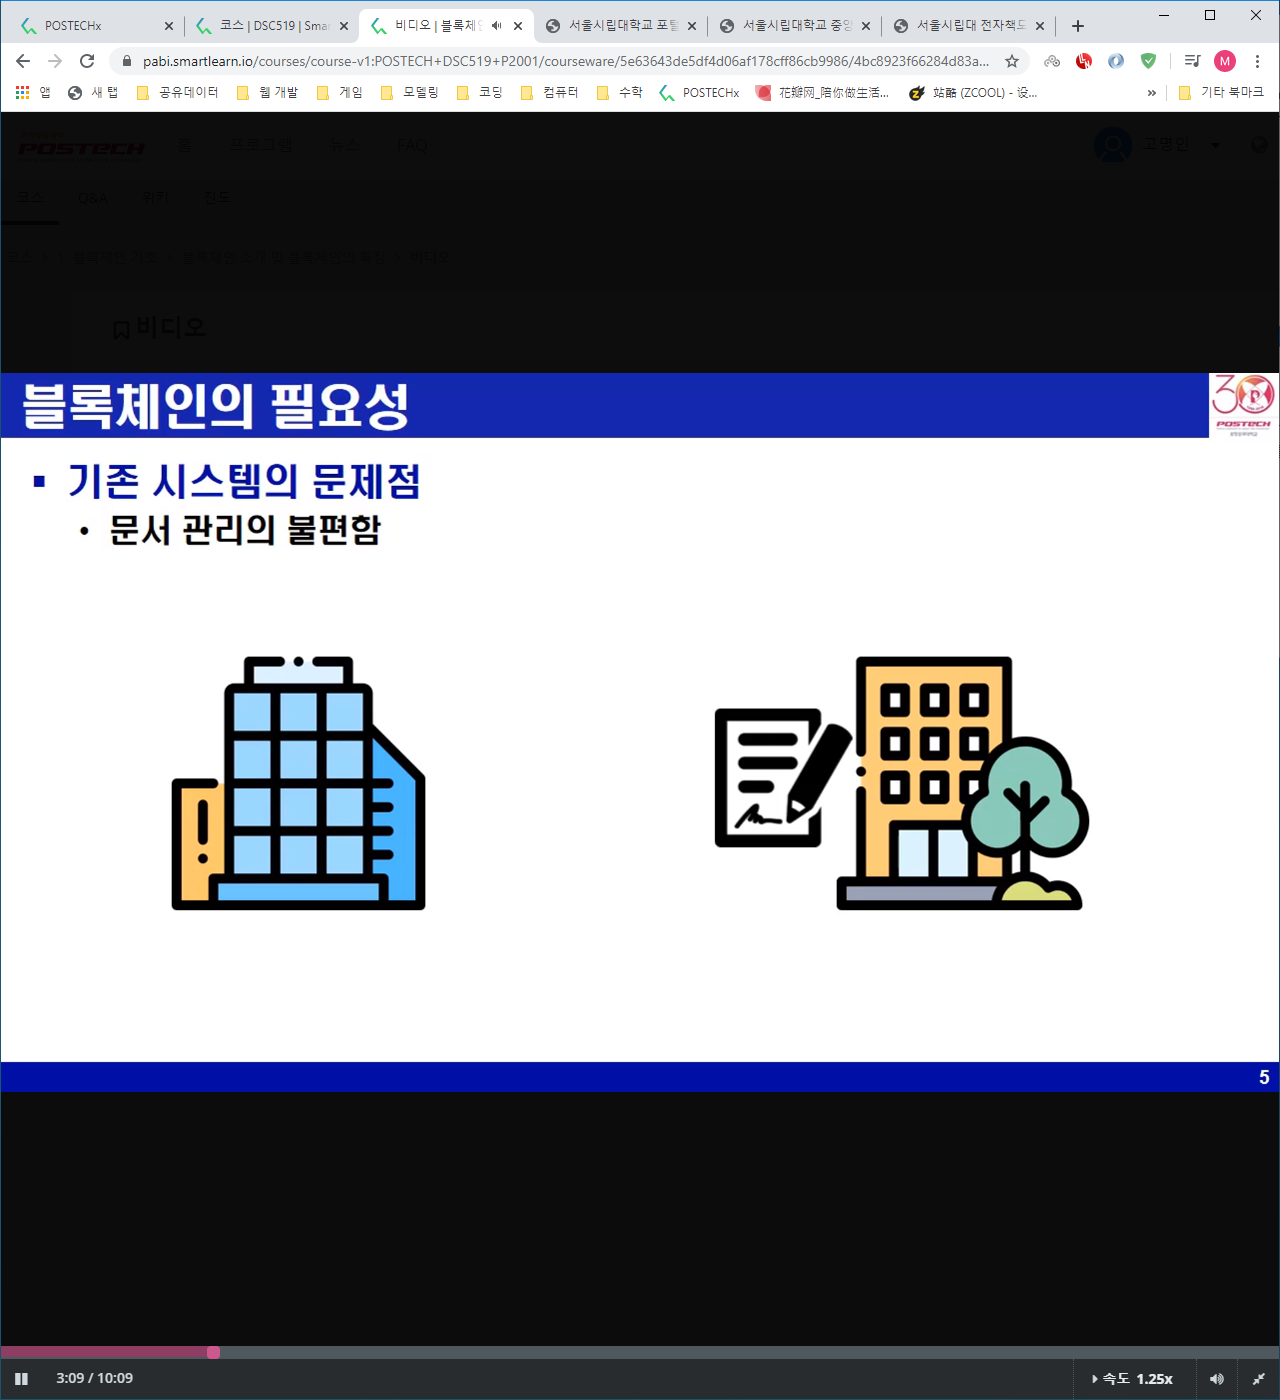 POSTECHx
코스 | DSC519 | Smar
비디오 | 블록체인
서울시립대학교 포털
서울시립대학교 중앙
서울시립대 전자책도
pabi.smartlearn.io/courses/course-v1:POSTECH+DSC519+P2001/courseware/5e63643de5df4d06af178cff86cb9986/4bc8923f66284d83a...
M
앱
새 탭
공유데이터
웹 개발
게임
모델링
코딩
컴퓨터
수학
POSTECHx
花瓣网_陪你做生活...
站酷 (ZCOOL) - 设...
»
기타 북마크
POSTECH
홈
프로그램
뉴스
FAQ
고영인
코스
Q&A
위키
진도
비디오
비디오
블록체인의 필요성
30
POSTECH
기존 시스템의 문제점
문서 관리의 불편함
5
3:09 / 10:09
속도 1.25x